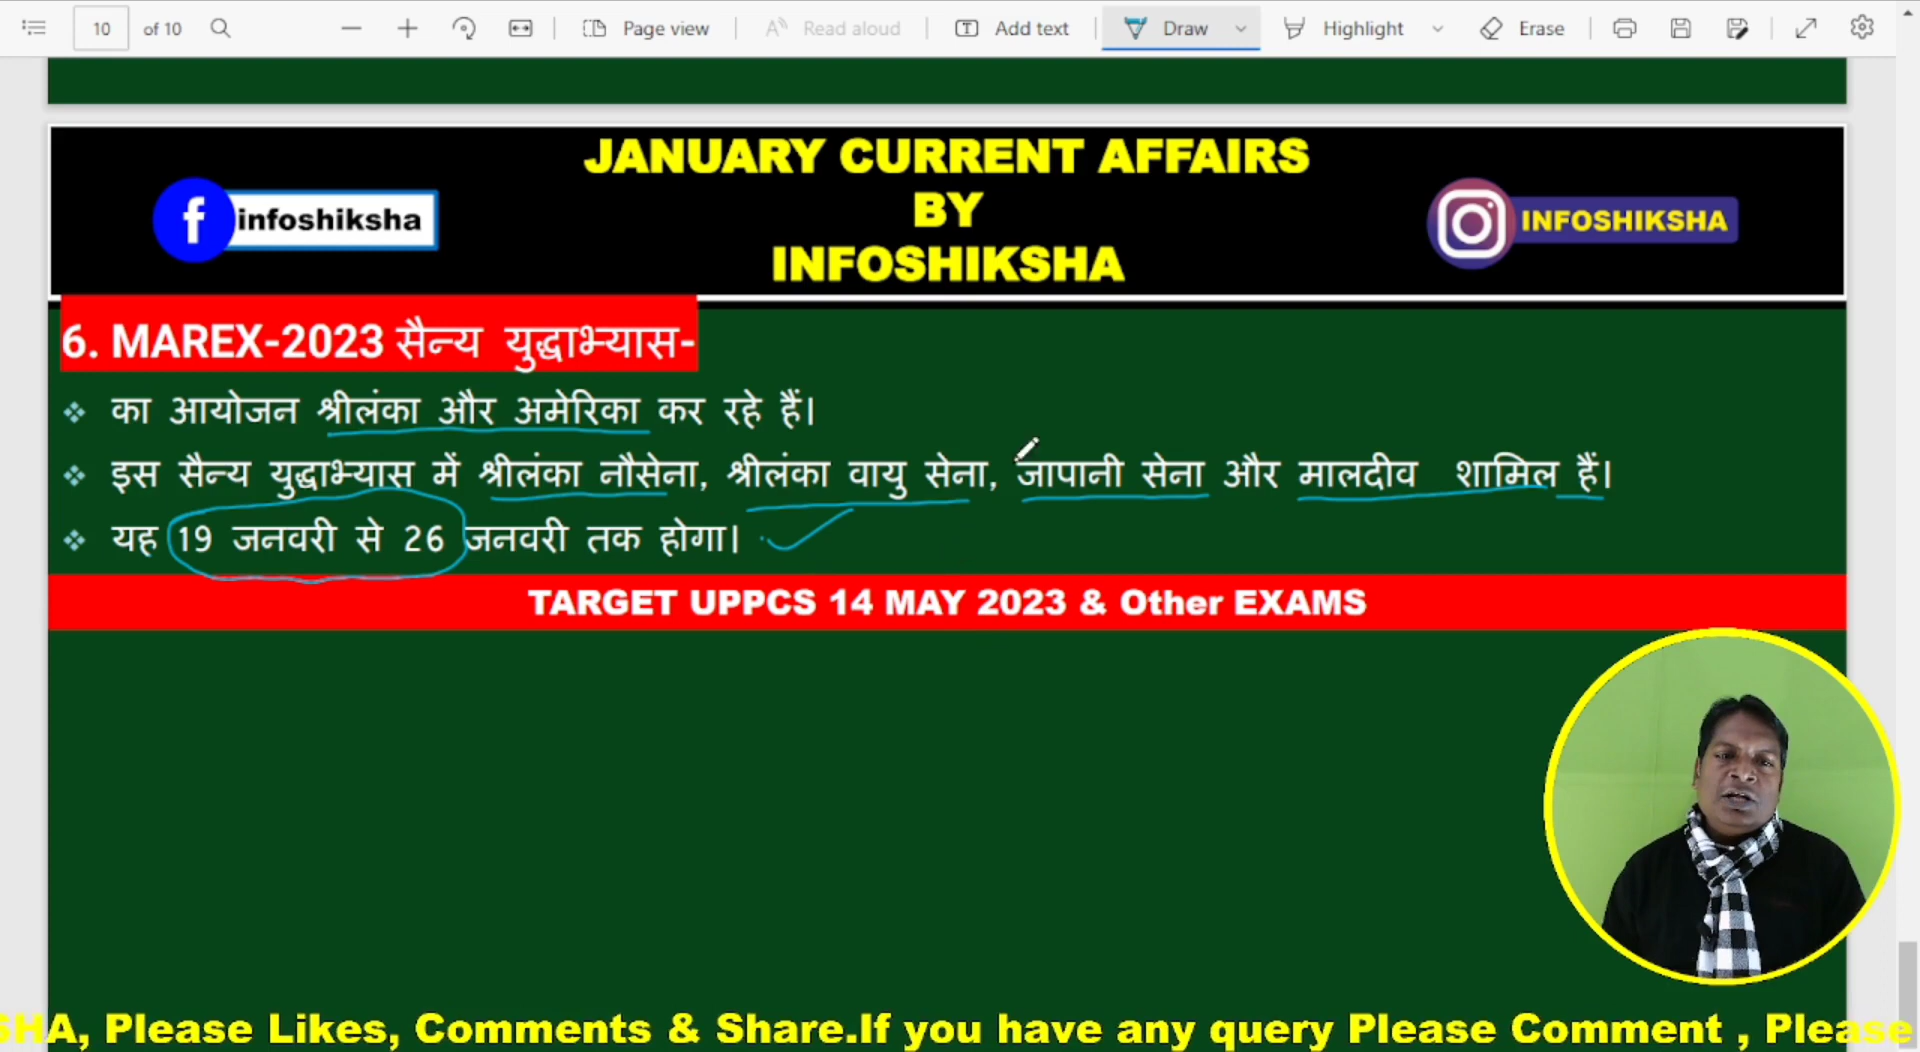 10 of 10 Page view Read aloud Add text Draw Highlight Erase
JANUARY CURRENT AFFAIRS
BY
INFOSHIKSHA
f infoshiksha
INFOSHIKSHA
6. MAREX-2023 सैन्य युद्धाभ्यास-
❖ का आयोजन श्रीलंका और अमेरिका कर रहे हैं।
❖ इस सैन्य युद्धाभ्यास में श्रीलंका नौसेना, श्रीलंका वायु सेना, जापानी सेना और मालदीव शामिल हैं।
❖ यह 19 जनवरी से 26 जनवरी तक होगा।
TARGET UPPCS 14 MAY 2023 & Other EXAMS
SHA, Please Likes, Comments & Share.If you have any query Please Comment , Please